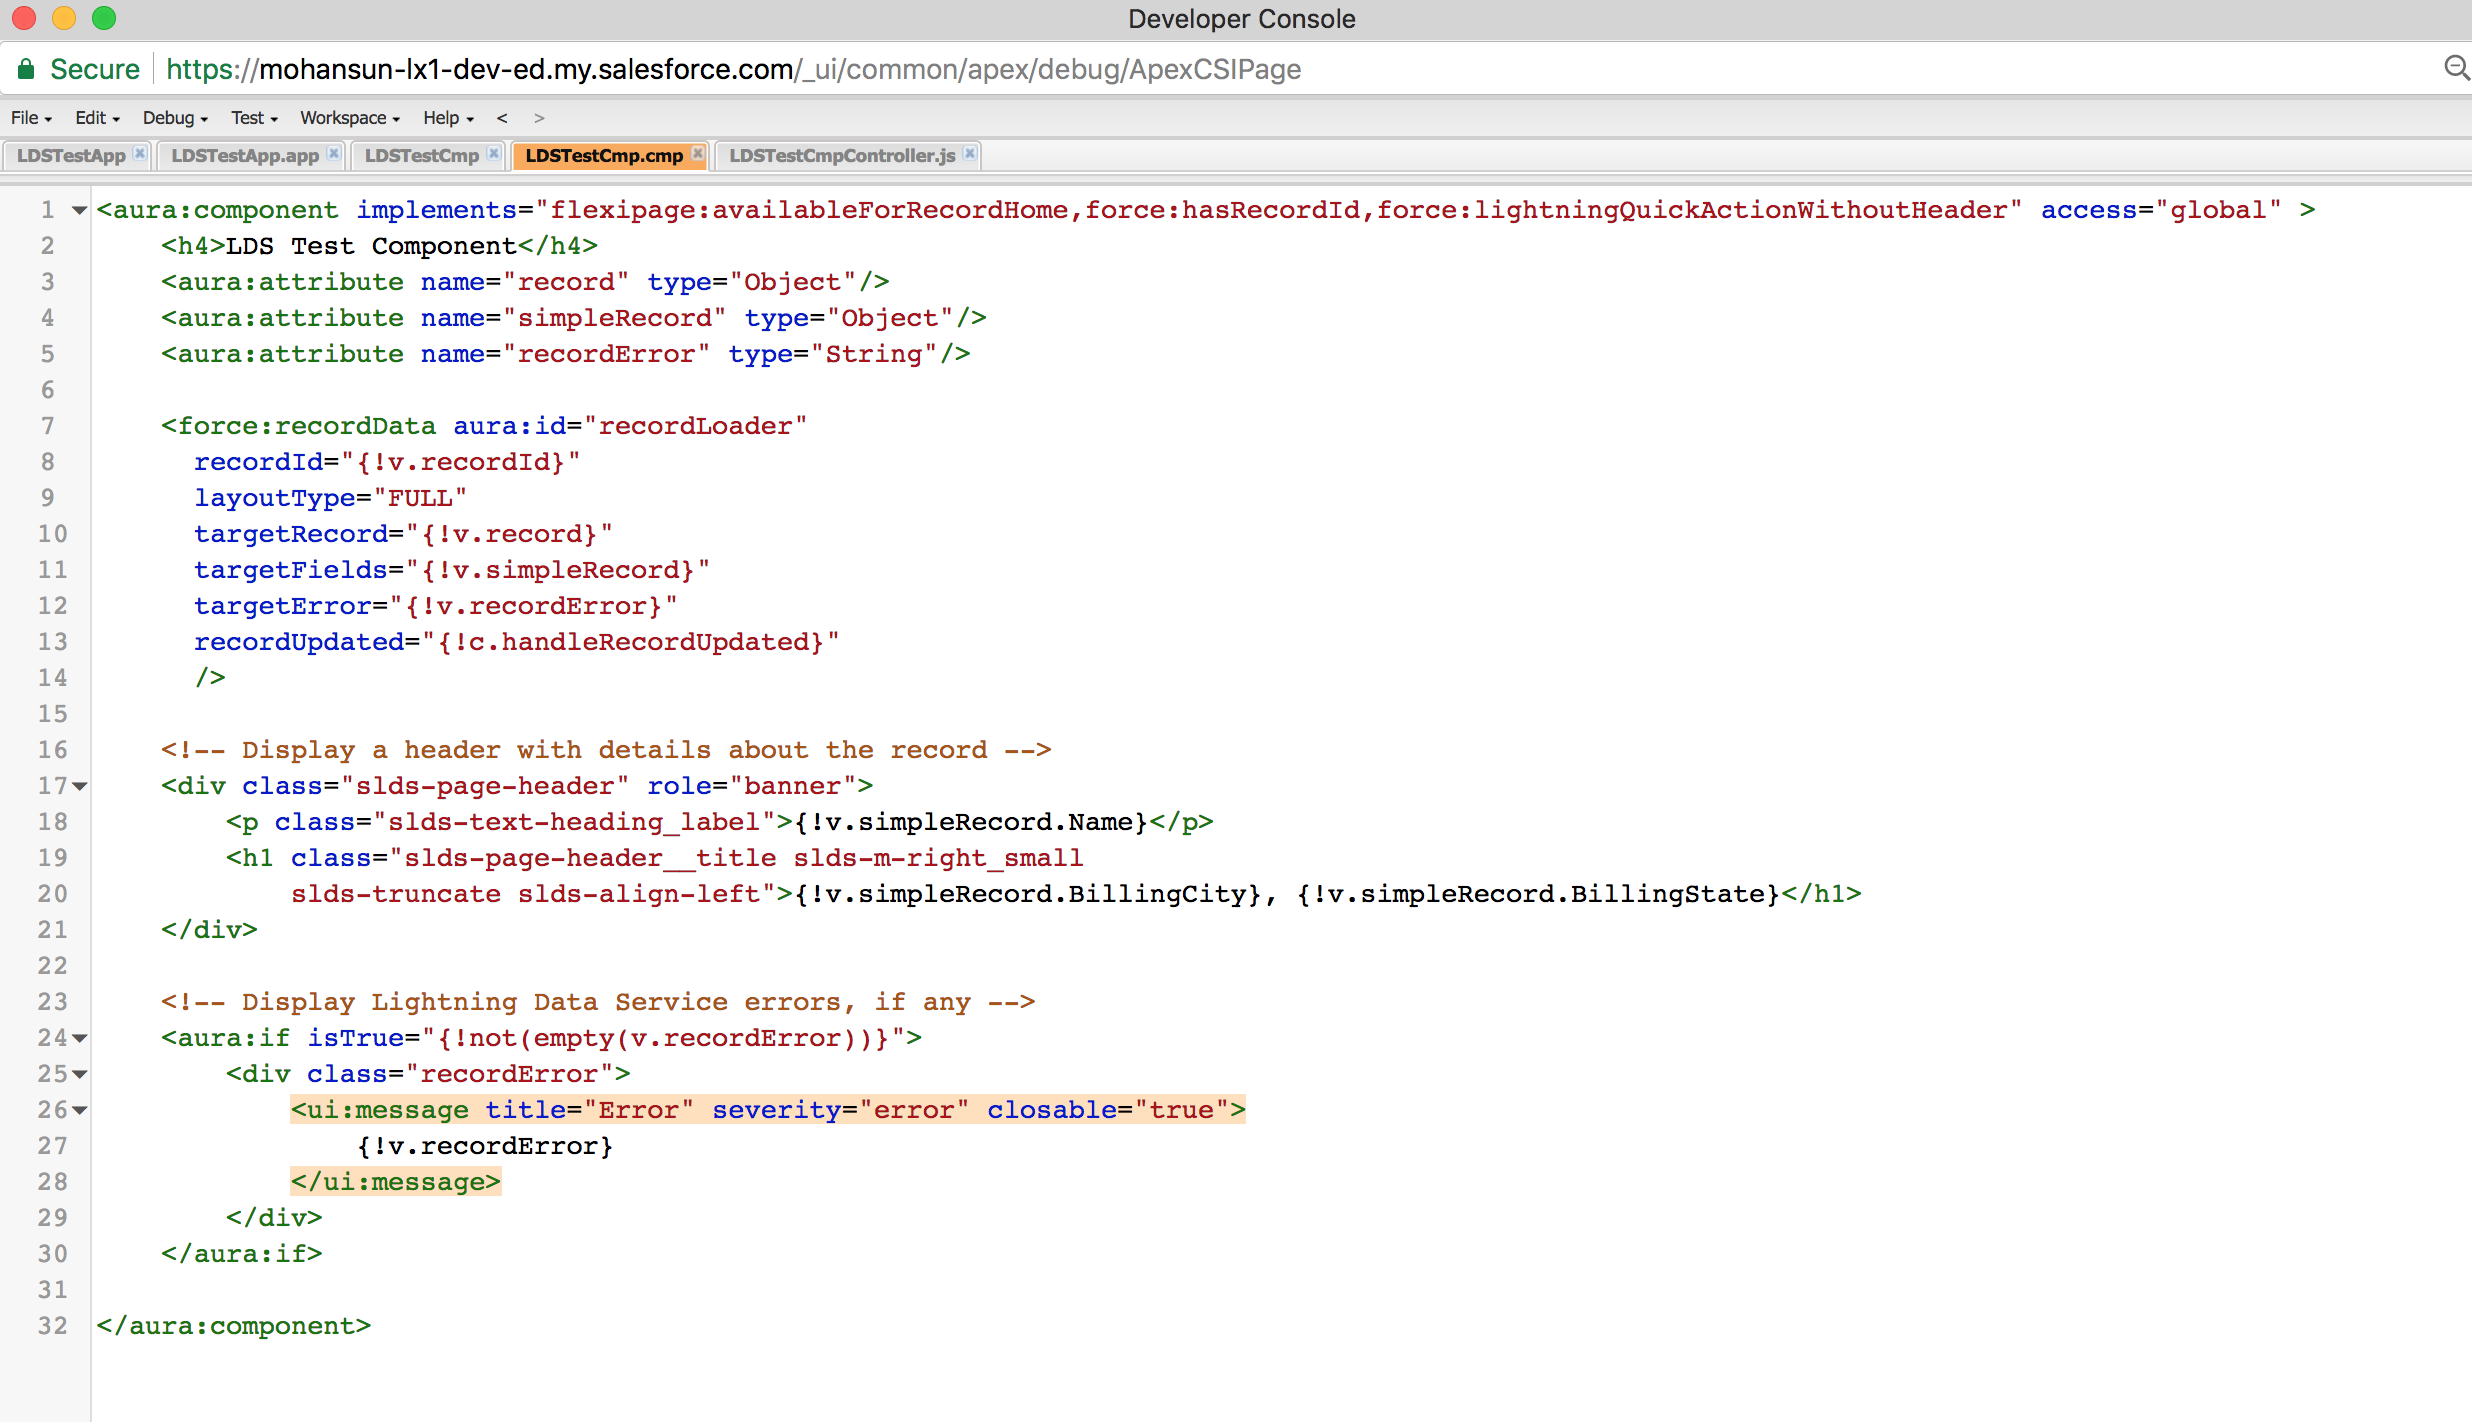 Developer Console
Secure https://mohansun-lx1-dev-ed.my.salesforce.com/_ui/common/apex/debug/ApexCSIPage
File Edit Debug Test Workspace Help < >
LDSTestApp LDSTestApp.app LDSTestCmp LDSTestCmp.cmp LDSTestCmpController.js
1 <aura:component implements="flexipage:availableForRecordHome,force:hasRecordId,force:lightningQuickActionWithoutHeader" access="global" >
2 <h4>LDS Test Component</h4>
3 <aura:attribute name="record" type="Object"/>
4 <aura:attribute name="simpleRecord" type="Object"/>
5 <aura:attribute name="recordError" type="String"/>
6
7 <force:recordData aura:id="recordLoader"
8 recordId="{!v.recordId}"
9 layoutType="FULL"
10 targetRecord="{!v.record}"
11 targetFields="{!v.simpleRecord}"
12 targetError="{!v.recordError}"
13 recordUpdated="{!c.handleRecordUpdated}"
14 />
15
16 <!-- Display a header with details about the record -->
17 <div class="slds-page-header" role="banner">
18 <p class="slds-text-heading_label">{!v.simpleRecord.Name}</p>
19 <h1 class="slds-page-header__title slds-m-right_small
20 slds-truncate slds-align-left">{!v.simpleRecord.BillingCity}, {!v.simpleRecord.BillingState}</h1>
21 </div>
22
23 <!-- Display Lightning Data Service errors, if any -->
24 <aura:if isTrue="{!not(empty(v.recordError))}">
25 <div class="recordError">
26 <ui:message title="Error" severity="error" closable="true">
27 {!v.recordError}
28 </ui:message>
29 </div>
30 </aura:if>
31
32 </aura:component>